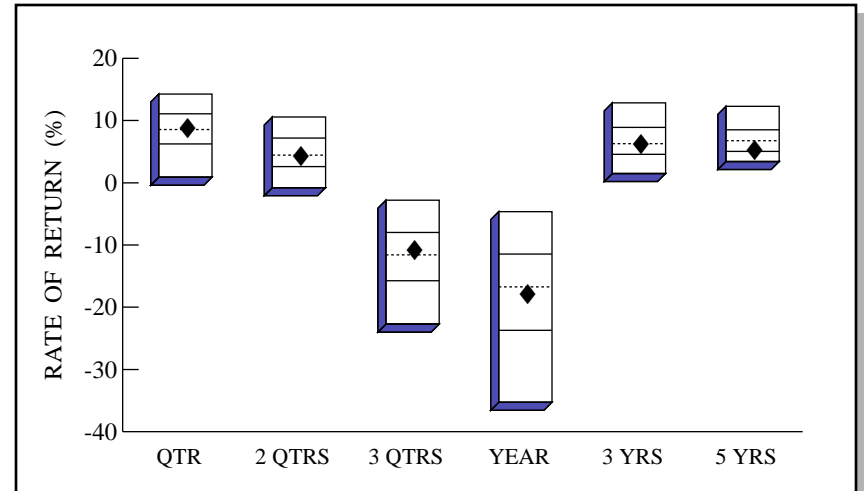 RATE OF RETURN (%)
20
10
0
-10
-20
-30
-40
QTR
2 QTRS
3 QTRS
YEAR
3 YRS
5 YRS